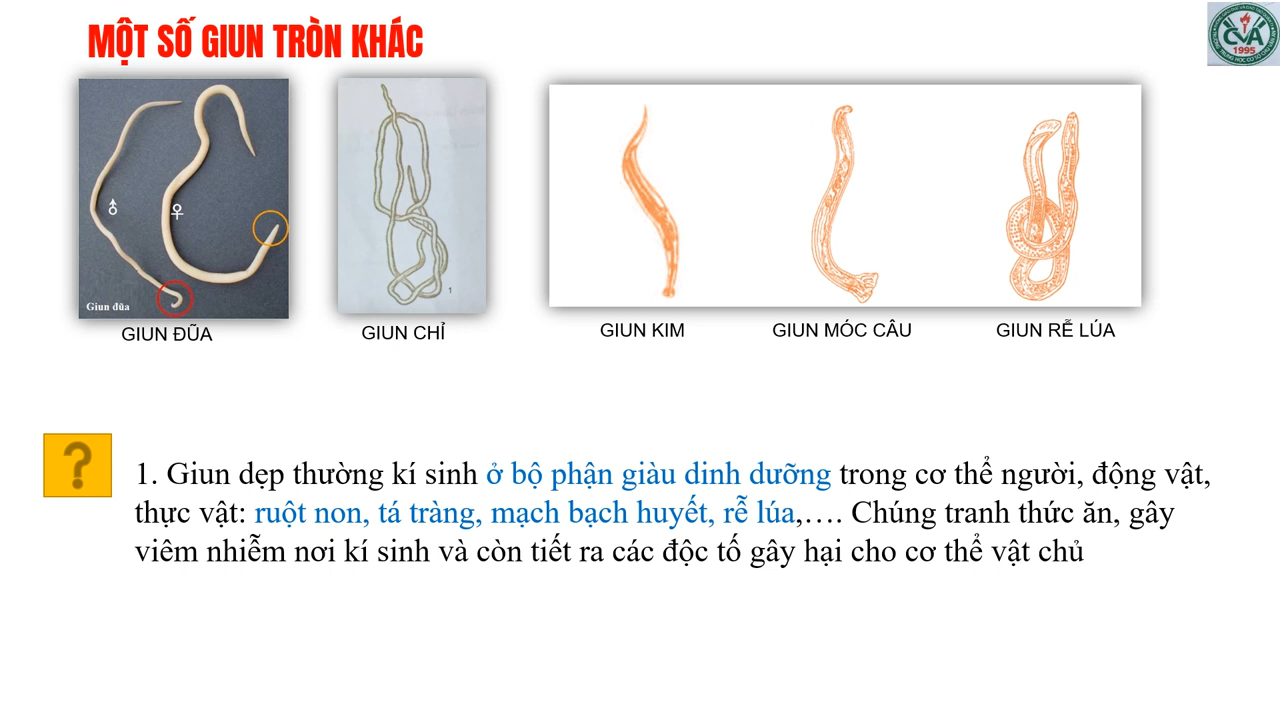 MỘT SỐ GIUN TRÒN KHÁC
CVA
1995
♂
♀
Giun đũa
1
GIUN ĐŨA
GIUN CHỈ
GIUN KIM
GIUN MÓC CÂU
GIUN RỄ LÚA
?
1. Giun dẹp thường kí sinh ở bộ phận giàu dinh dưỡng trong cơ thể người, động vật,
thực vật: ruột non, tá tràng, mạch bạch huyết, rễ lúa,…. Chúng tranh thức ăn, gây
viêm nhiễm nơi kí sinh và còn tiết ra các độc tố gây hại cho cơ thể vật chủ